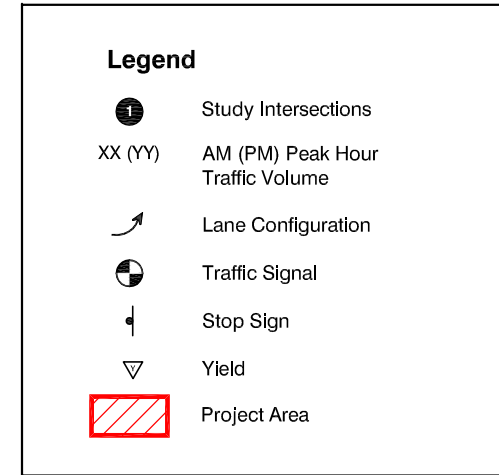 Legend
1 Study Intersections
XX (YY) AM (PM) Peak Hour
Traffic Volume
Lane Configuration
Traffic Signal
Stop Sign
Y Yield
Project Area